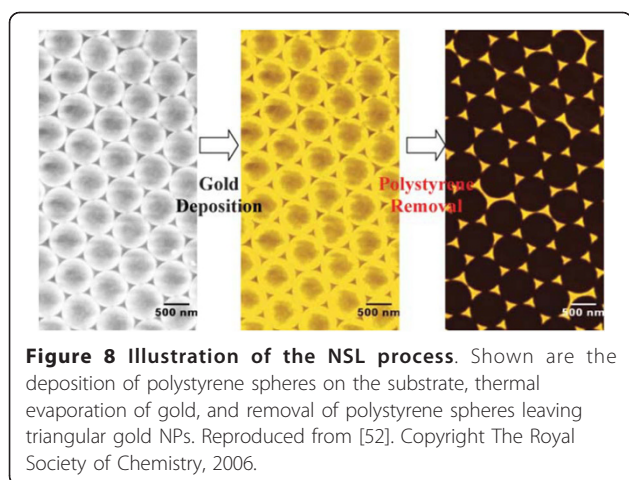 Gold
Deposition
Polystyrene
Removal
500 nm
500 nm
500 nm
Figure 8 Illustration of the NSL process. Shown are the
deposition of polystyrene spheres on the substrate, thermal
evaporation of gold, and removal of polystyrene spheres leaving
triangular gold NPs. Reproduced from [52]. Copyright The Royal
Society of Chemistry, 2006.